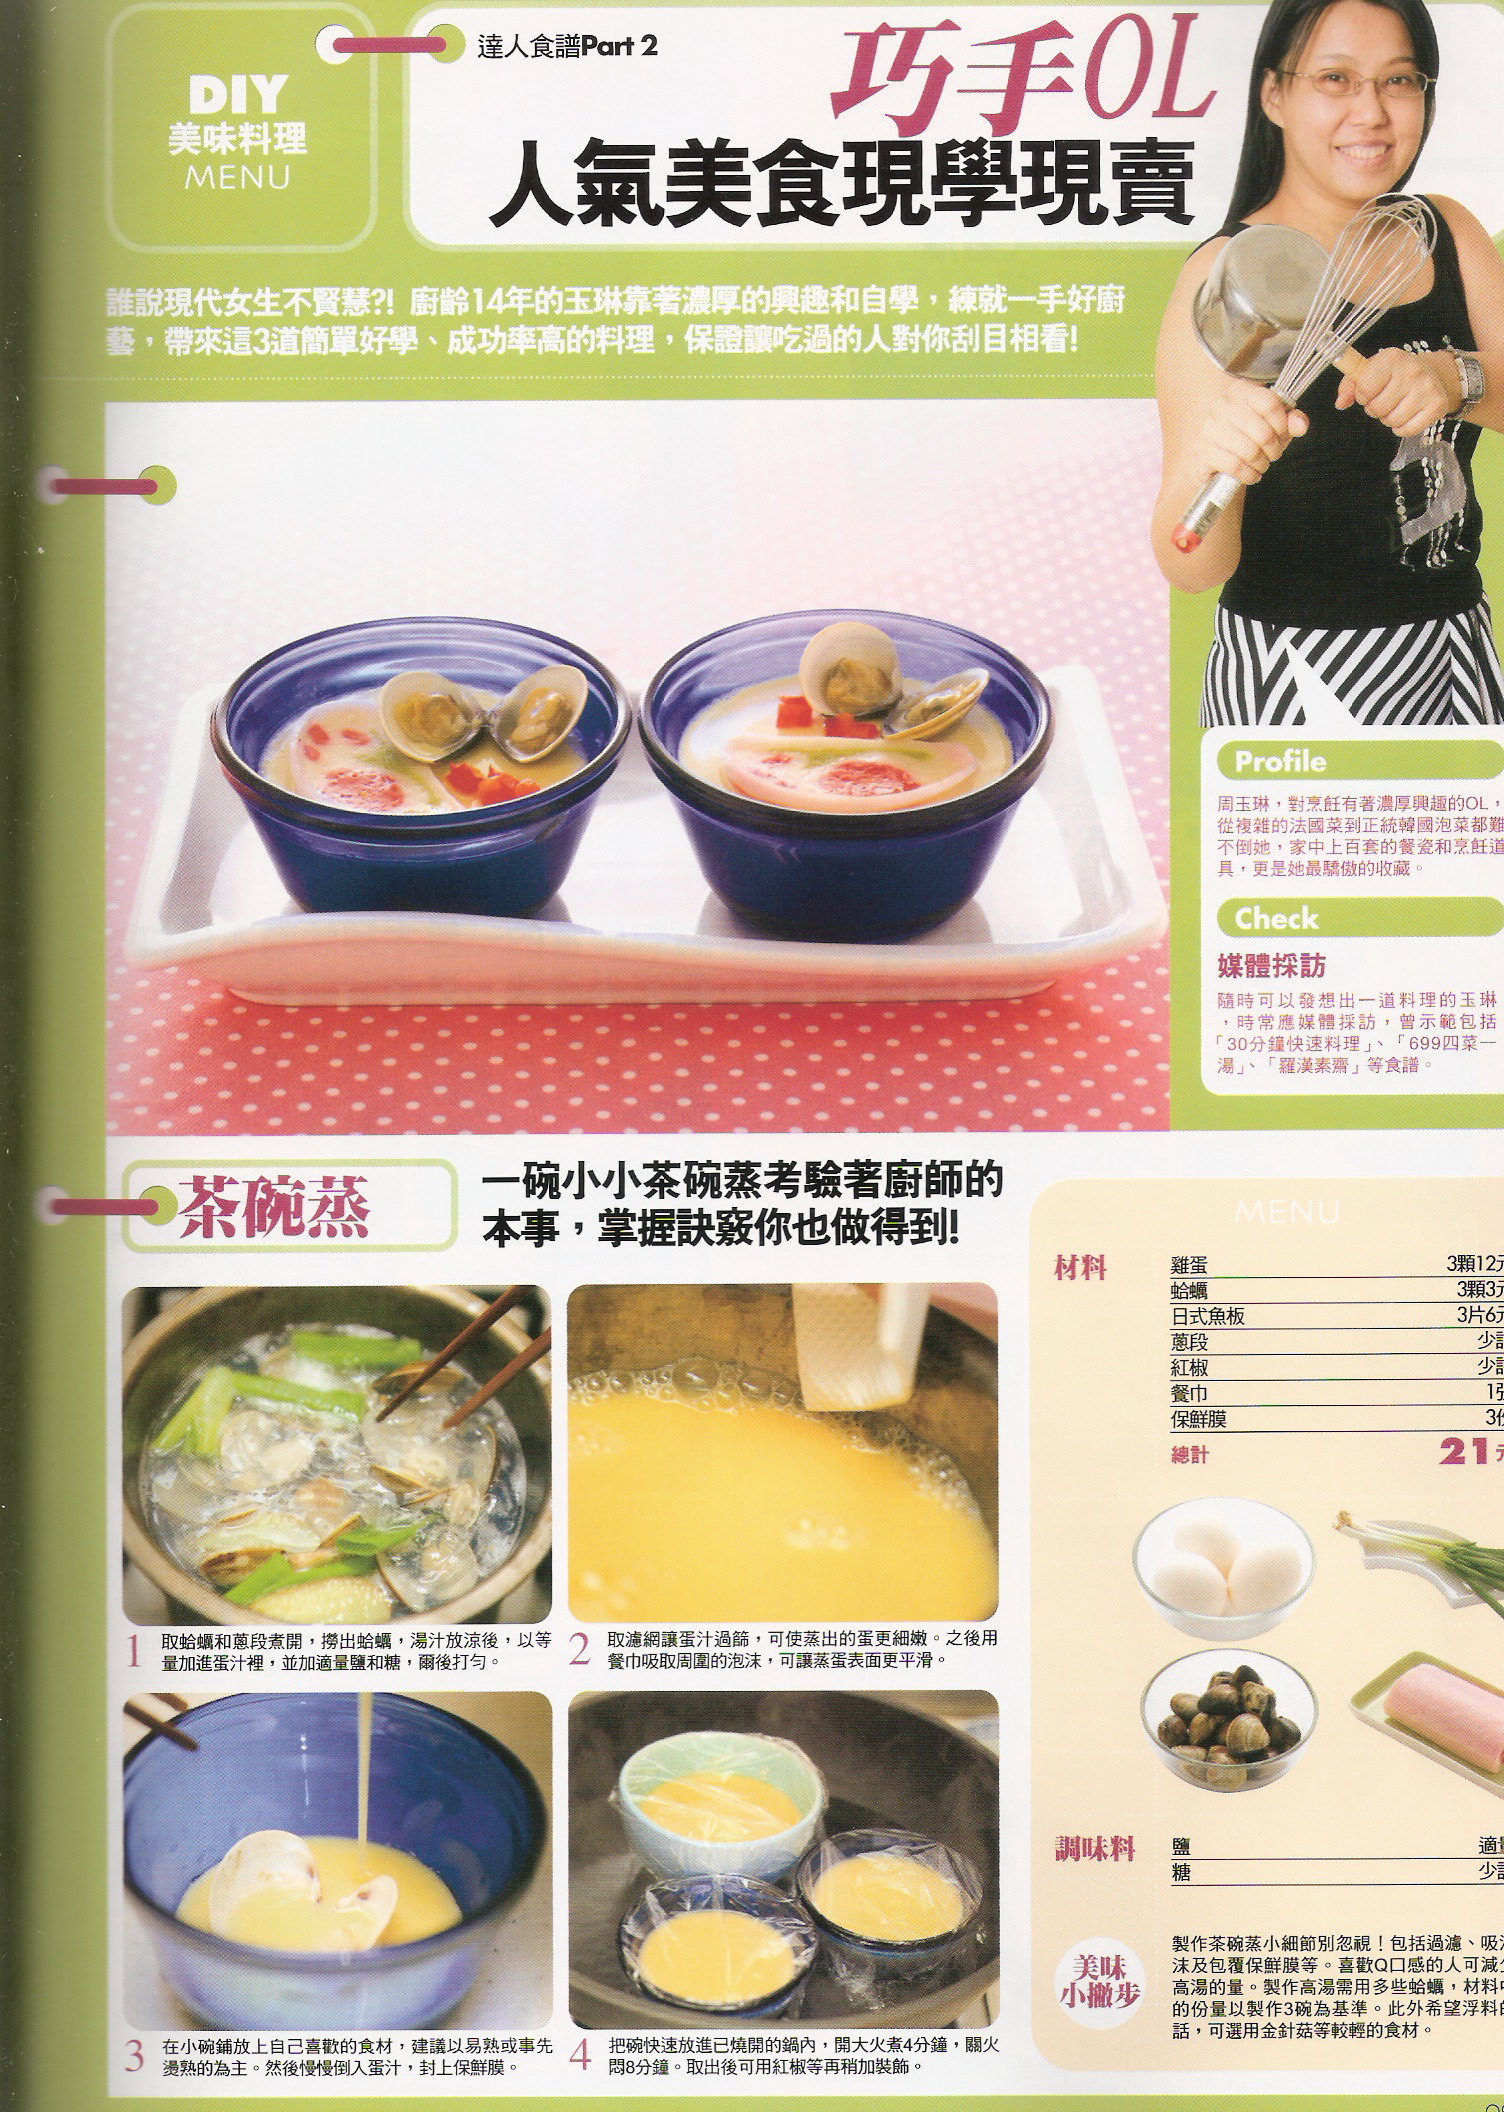 DIY
美味料理
MENU
達人食譜Part 2
巧手OL
人氣美食現學現賣
誰說現代女生不賢慧?! 廚齡14年的玉琳靠著濃厚的興趣和自學，練就一手好廚
藝，帶來這3道簡單好學、成功率高的料理，保證讓吃過的人對你刮目相看!
Profile
周玉琳，對烹飪有著濃厚興趣的OL，
從複雜的法國菜到正統韓國泡菜都難
不倒她，家中上百套的餐瓷和烹飪道
具，更是她最驕傲的收藏。
Check
媒體採訪
隨時可以發想出一道料理的玉琳
，時常應媒體採訪，曾示範包括
「30分鐘快速料理」、「699四菜一
湯」、「羅漢素齋」等食譜。
茶碗蒸
一碗小小茶碗蒸考驗著廚師的
本事，掌握訣竅你也做得到!
1 取蛤蠣和蔥段煮開，撈出蛤蠣，湯汁放涼後，以等
量加進蛋汁裡，並加適量鹽和糖，爾後打勻。
2 取濾網讓蛋汁過篩，可使蒸出的蛋更細嫩。之後用
餐巾吸取周圍的泡沫，可讓蒸蛋表面更平滑。
3 在小碗鋪放上自己喜歡的食材，建議以易熟或事先
燙熟的為主。然後慢慢倒入蛋汁，封上保鮮膜。
4 把碗快速放進已燒開的鍋內，開大火煮4分鐘，關火
悶8分鐘。取出後可用紅椒等再稍加裝飾。
MENU
材料
雞蛋 3顆12元
蛤蠣 3顆3元
日式魚板 3片6元
蔥段 少
紅椒 少
餐巾 1張
保鮮膜 3
總計 21元
調味料
鹽 適量
糖 少
美味
小撇步
製作茶碗蒸小細節別忽視！包括過濾、吸
沫及包覆保鮮膜等。喜歡Q口感的人可減少
高湯的量。製作高湯需用多些蛤蠣，材料
的份量以製作3碗為基準。此外希望浮料的
話，可選用金針菇等較輕的食材。